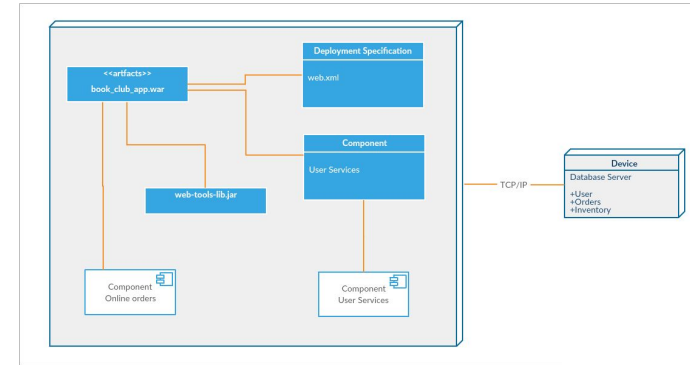 Deployment Specification
web.xml
<<artfacts>>
book_club_app.war
Component
User Services
web-tools-lib.jar
Component
Online orders
Component
User Services
TCP/IP
Device
Database Server
+User
+Orders
+Inventory